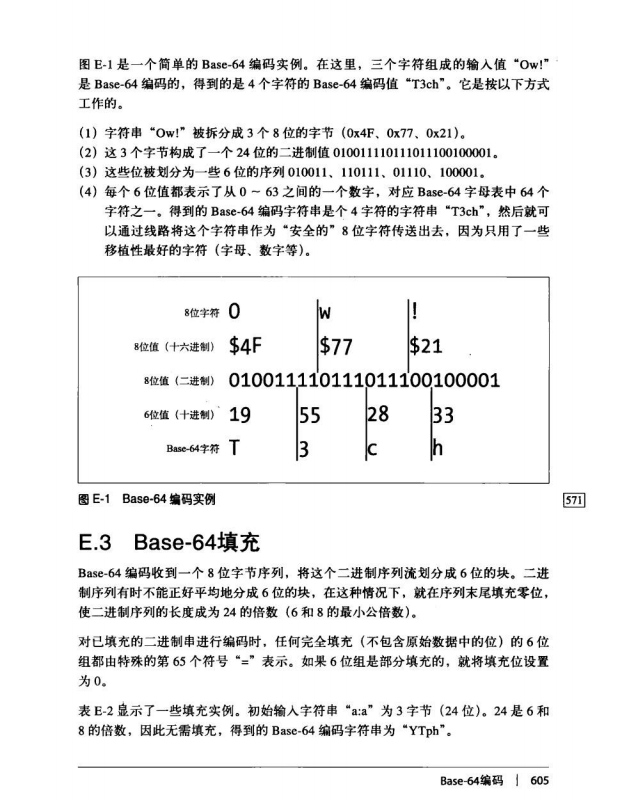 图 E-1 是一个简单的 Base-64 编码实例。在这里，三个字符组成的输入值“Ow!”
是 Base-64 编码的，得到的是 4 个字符的 Base-64 编码值“T3ch”。它是按以下方式
工作的。
(1) 字符串“Ow!”被拆分成 3 个 8 位的字节（0x4F、0x77、0x21）。
(2) 这 3 个字节构成了一个 24 位的二进制值 010011110111011100100001。
(3) 这些位被划分为一些 6 位的序列 010011、110111、01110、100001。
(4) 每个 6 位值都表示了从 0 ~ 63 之间的一个数字，对应 Base-64 字母表中 64 个
字符之一。得到的 Base-64 编码字符串是个 4 字符的字符串“T3ch”，然后就可
以通过线路将这个字符串作为“安全的”8 位字符传送出去，因为只用了一些
移植性最好的字符（字母、数字等）。
8位字符 O w !
8位值（十六进制） $4F $77 $21
8位值（二进制） 010011110111011100100001
6位值（十进制） 19 55 28 33
Base-64字符 T 3 c h
图 E-1 Base-64 编码实例
571
E.3 Base-64填充
Base-64 编码收到一个 8 位字节序列，将这个二进制序列流划分成 6 位的块。二进
制序列有时不能正好平均地分成 6 位的块，在这种情况下，就在序列末尾填充零位，
使二进制序列的长度成为 24 的倍数（6 和 8 的最小公倍数）。
对已填充的二进制串进行编码时，任何完全填充（不包含原始数据中的位）的 6 位
组都由特殊的第 65 个符号“=”表示。如果 6 位组是部分填充的，就将填充位设置
为 0。
表 E-2 显示了一些填充实例。初始输入字符串“a:a”为 3 字节（24 位）。24 是 6 和
8 的倍数，因此无需填充，得到的 Base-64 编码字符串为“YTph”。
Base-64编码 | 605